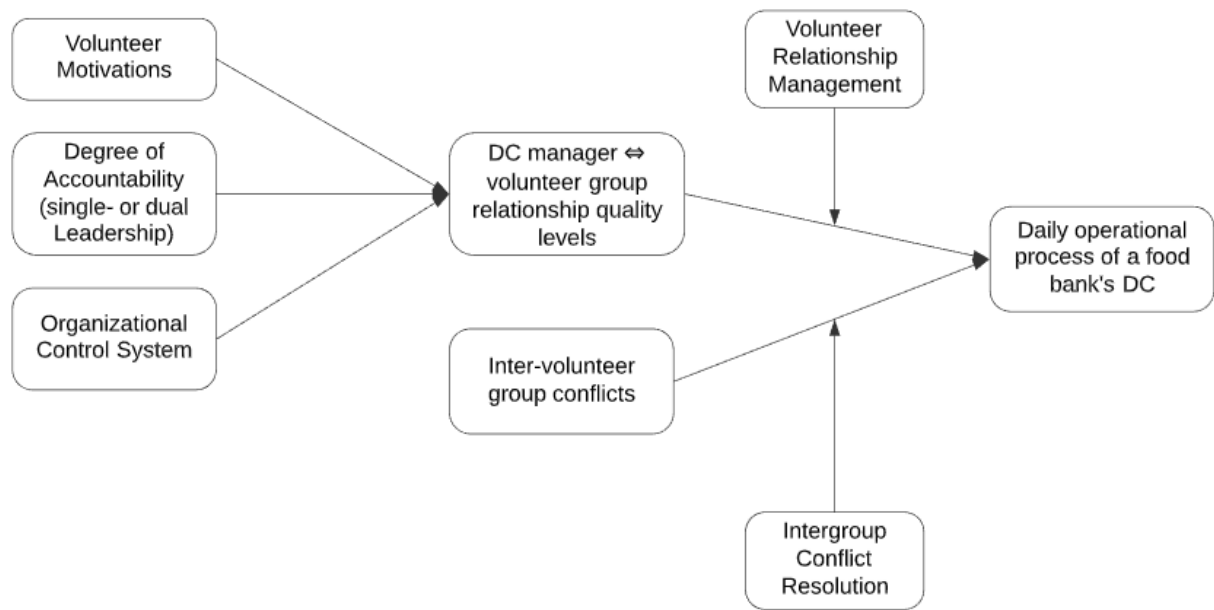 Volunteer
Motivations
Degree of
Accountability
(single- or dual
Leadership)
Organizational
Control System
DC manager ⇔
volunteer group
relationship quality
levels
Inter-volunteer
group conflicts
Volunteer
Relationship
Management
Intergroup
Conflict
Resolution
Daily operational
process of a food
bank's DC